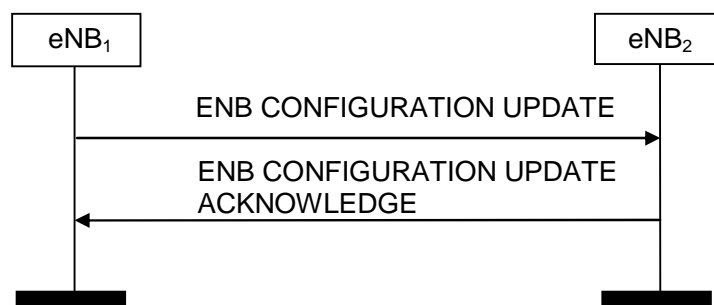 eNB₁
eNB₂
ENB CONFIGURATION UPDATE
ENB CONFIGURATION UPDATE
ACKNOWLEDGE